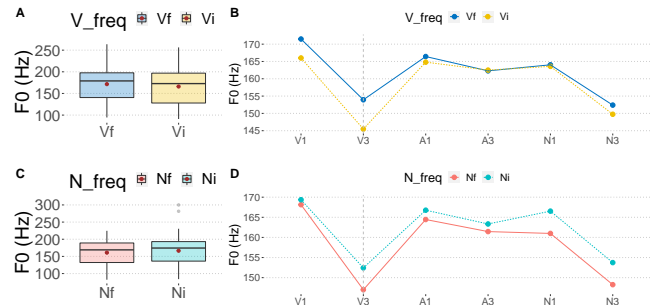 A
V_freq Vf Vi
F0 (Hz)
250
200
150
100
Vf Vi
B
V_freq Vf Vi
F0 (Hz)
170
165
160
155
150
145
V1 V3 A1 A3 N1 N3
C
N_freq Nf Ni
F0 (Hz)
300
250
200
150
100
Nf Ni
D
N_freq Nf Ni
F0 (Hz)
170
165
160
155
150
V1 V3 A1 A3 N1 N3